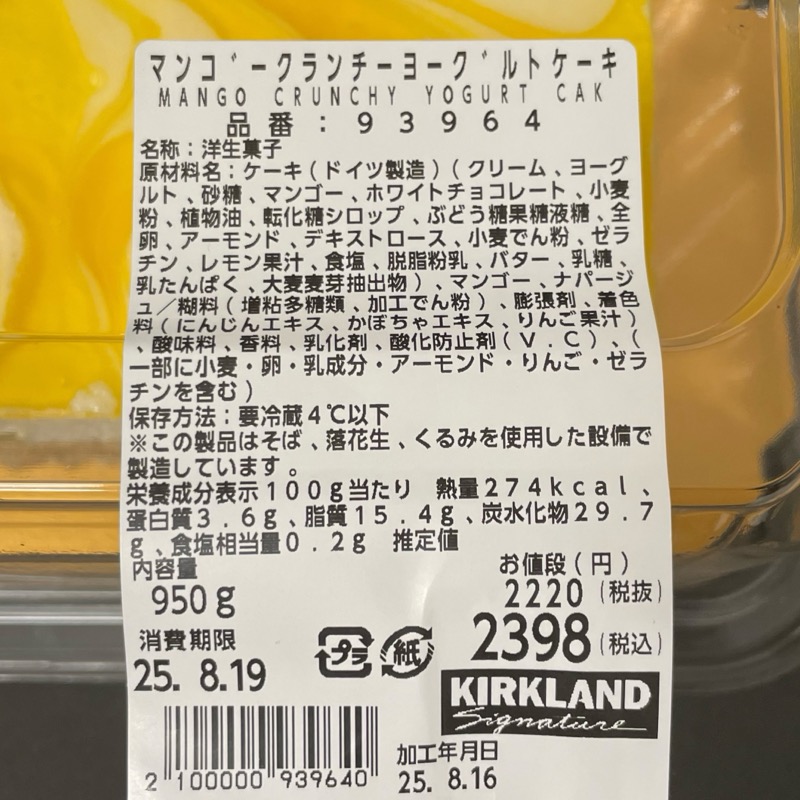 マンゴークランチーヨーグルトケーキ
MANGO CRUNCHY YOGURT CAK
品番：93964
名称：洋生菓子
原材料名：ケーキ(ドイツ製造)(クリーム、ヨーグ
ルト、砂糖、マンゴー、ホワイトチョコレート、小麦
粉、植物油、転化糖シロップ、ぶどう糖果糖液糖、全
卵、アーモンド、デキストロース、小麦でん粉、ゼラ
チン、レモン果汁、食塩、脱脂粉乳、バター、乳糖、
乳たんぱく、大麦麦芽抽出物)、マンゴー、ナパージ
ュ／糊料(増粘多糖類、加工でん粉)、膨張剤、着色
料(にんじんエキス、かぼちゃエキス、りんご果汁)
、酸味料、香料、乳化剤、酸化防止剤(V.C)、(
一部に小麦・卵・乳成分・アーモンド・りんご・ゼラ
チンを含む)
保存方法：要冷蔵4℃以下
※この製品はそば、落花生、くるみを使用した設備で
製造しています。
栄養成分表示100g当たり 熱量274kcal、
蛋白質3.6g、脂質15.4g、炭水化物29.7
g、食塩相当量0.2g 推定値
内容量
950g
お値段(円)
2220(税抜)
2398(税込)
消費期限
25. 8.19
プラ
紙
KIRKLAND
Signature
加工年月日
25. 8.16
2 100000 939640